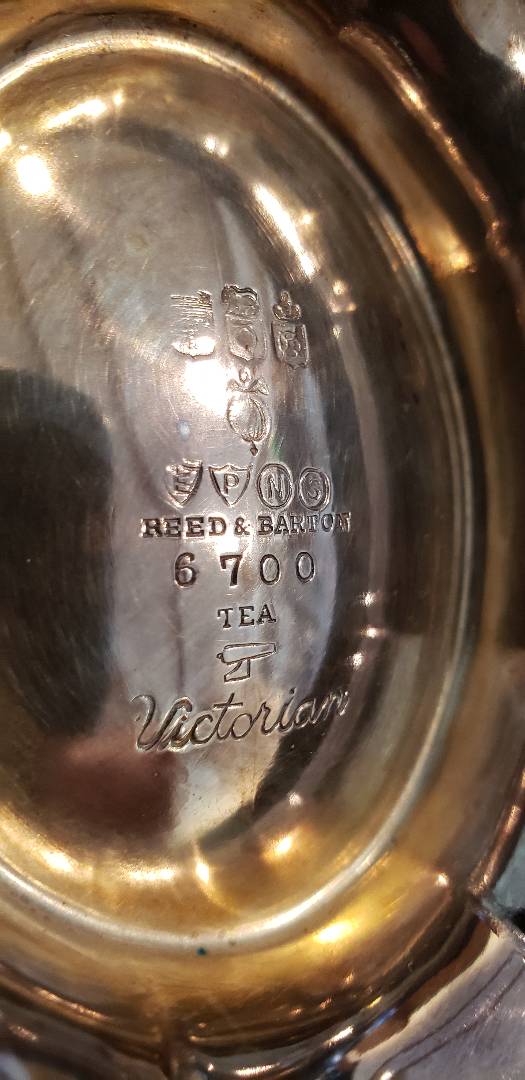 E P N S
REED & BARTON
6700
TEA
Victorian